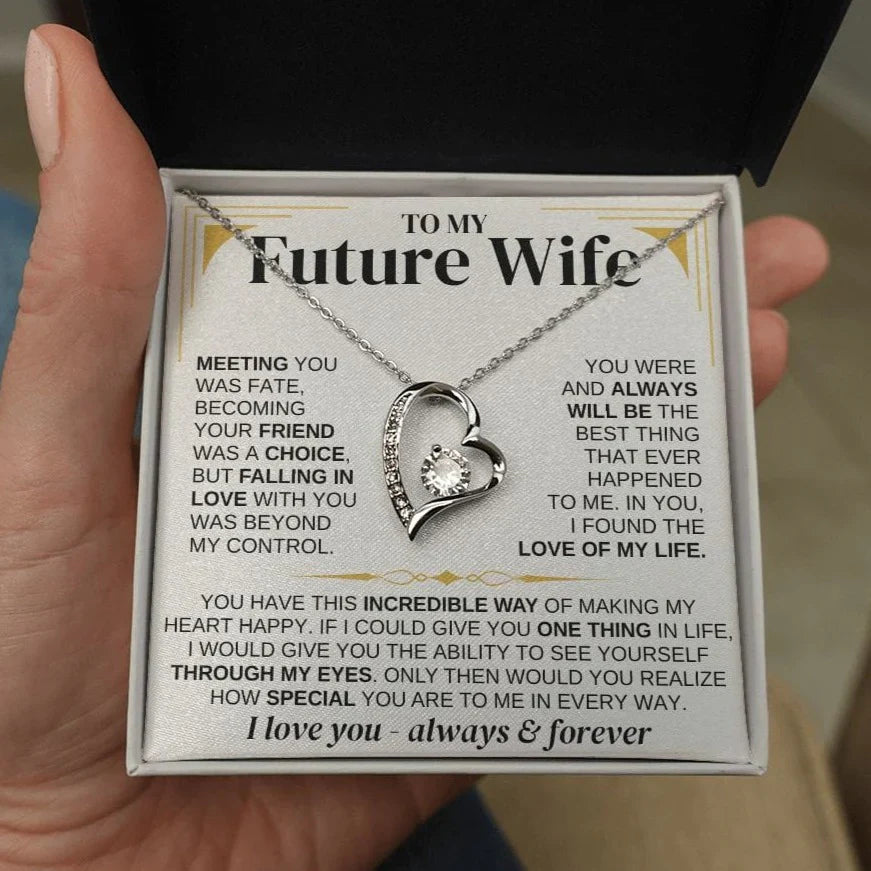 TO MY
Future Wife
MEETING YOU
WAS FATE,
BECOMING
YOUR FRIEND
WAS A CHOICE,
BUT FALLING IN
LOVE WITH YOU
WAS BEYOND
MY CONTROL.
YOU WERE
AND ALWAYS
WILL BE THE
BEST THING
THAT EVER
HAPPENED
TO ME. IN YOU,
I FOUND THE
LOVE OF MY LIFE.
YOU HAVE THIS INCREDIBLE WAY OF MAKING MY
HEART HAPPY. IF I COULD GIVE YOU ONE THING IN LIFE,
I WOULD GIVE YOU THE ABILITY TO SEE YOURSELF
THROUGH MY EYES. ONLY THEN WOULD YOU REALIZE
HOW SPECIAL YOU ARE TO ME IN EVERY WAY.
I love you - always & forever